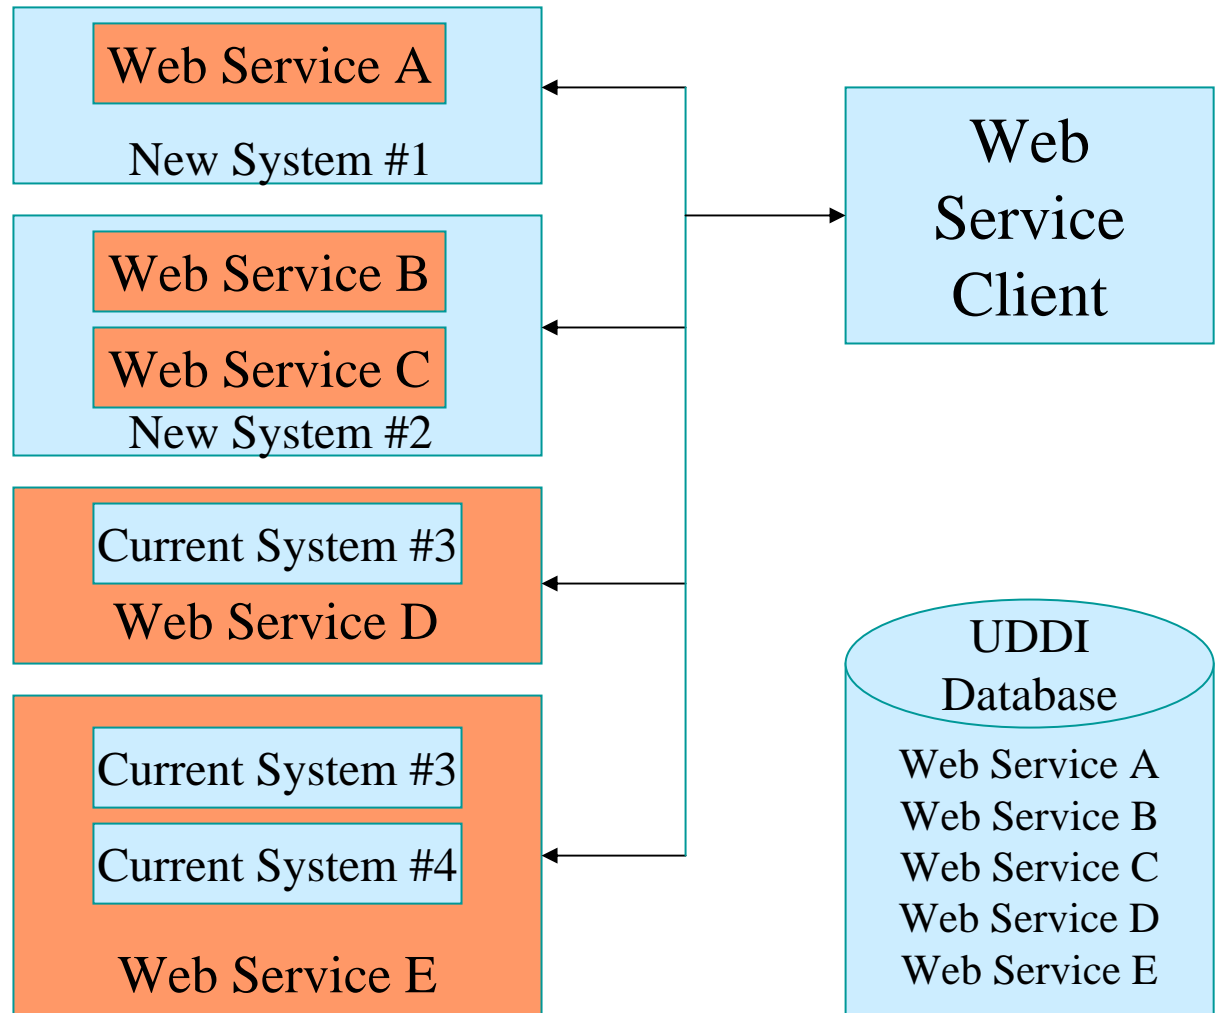 Web Service A
New System #1
Web Service B
Web Service C
New System #2
Current System #3
Web Service D
Current System #3
Current System #4
Web Service E
Web
Service
Client
UDDI
Database
Web Service A
Web Service B
Web Service C
Web Service D
Web Service E